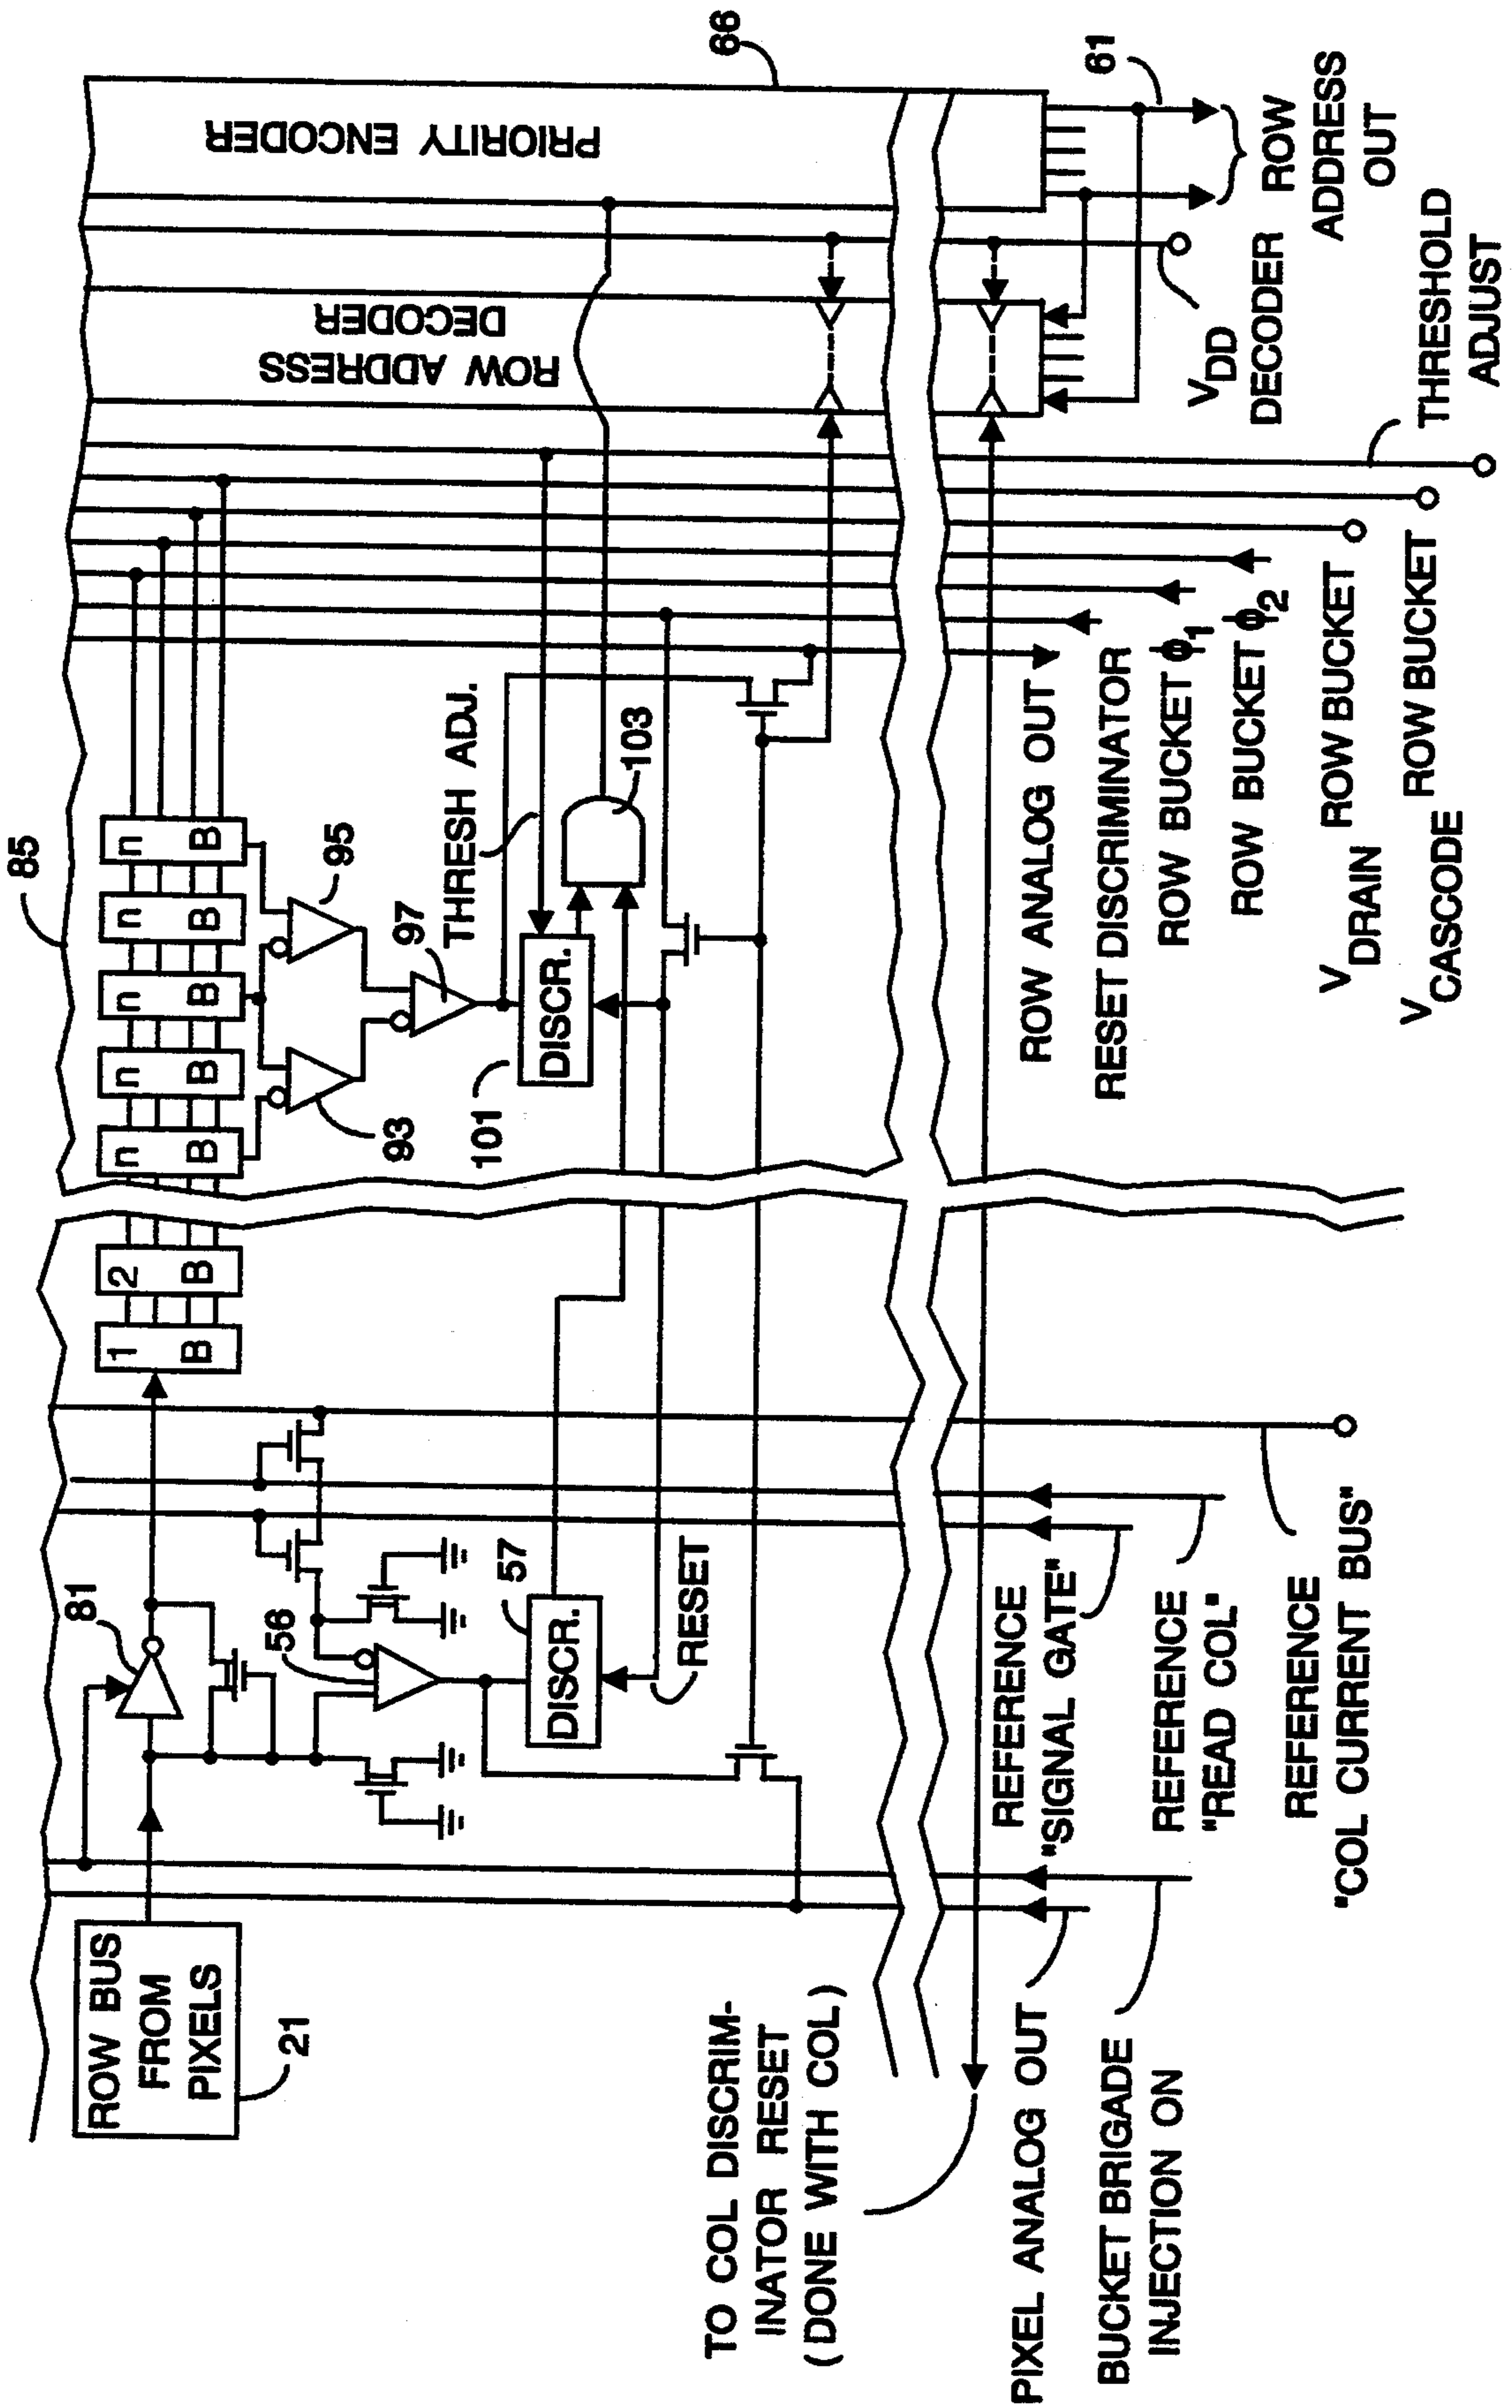 ROW BUS
FROM
PIXELS
21
81
56
DISCR.
57
RESET
1
B
2
B
n
B
n
B
n
B
n
B
n
B
85
93
95
97
THRESH ADJ.
101
DISCR.
103
ROW ADDRESS
DECODER
PRIORITY ENCODER
66
61
TO COL DISCRIM-
INATOR RESET
(DONE WITH COL)
PIXEL ANALOG OUT
BUCKET BRIGADE
INJECTION ON
REFERENCE
"SIGNAL GATE"
REFERENCE
"READ COL"
REFERENCE
"COL CURRENT BUS"
ROW ANALOG OUT
RESET DISCRIMINATOR
ROW BUCKET ϕ1
ROW BUCKET ϕ2
VDRAIN ROW BUCKET
VCASCODE ROW BUCKET
THRESHOLD
ADJUST
VDD
DECODER
ROW
ADDRESS
OUT